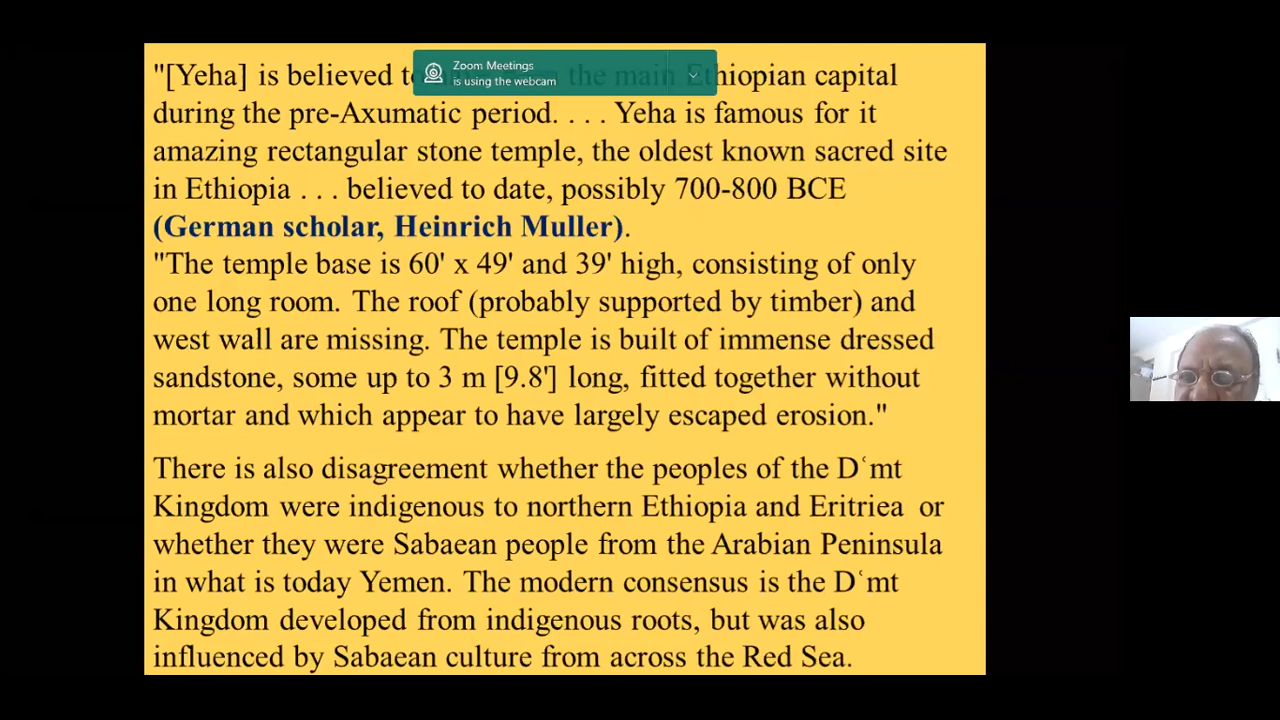 "[Yeha] is believed to the main Ethiopian capital
Zoom Meetings
is using the webcam
during the pre-Axumatic period. . . . Yeha is famous for it
amazing rectangular stone temple, the oldest known sacred site
in Ethiopia . . . believed to date, possibly 700-800 BCE
(German scholar, Heinrich Muller).
"The temple base is 60' x 49' and 39' high, consisting of only
one long room. The roof (probably supported by timber) and
west wall are missing. The temple is built of immense dressed
sandstone, some up to 3 m [9.8'] long, fitted together without
mortar and which appear to have largely escaped erosion."
There is also disagreement whether the peoples of the Dʿmt
Kingdom were indigenous to northern Ethiopia and Eritriea or
whether they were Sabaean people from the Arabian Peninsula
in what is today Yemen. The modern consensus is the Dʿmt
Kingdom developed from indigenous roots, but was also
influenced by Sabaean culture from across the Red Sea.